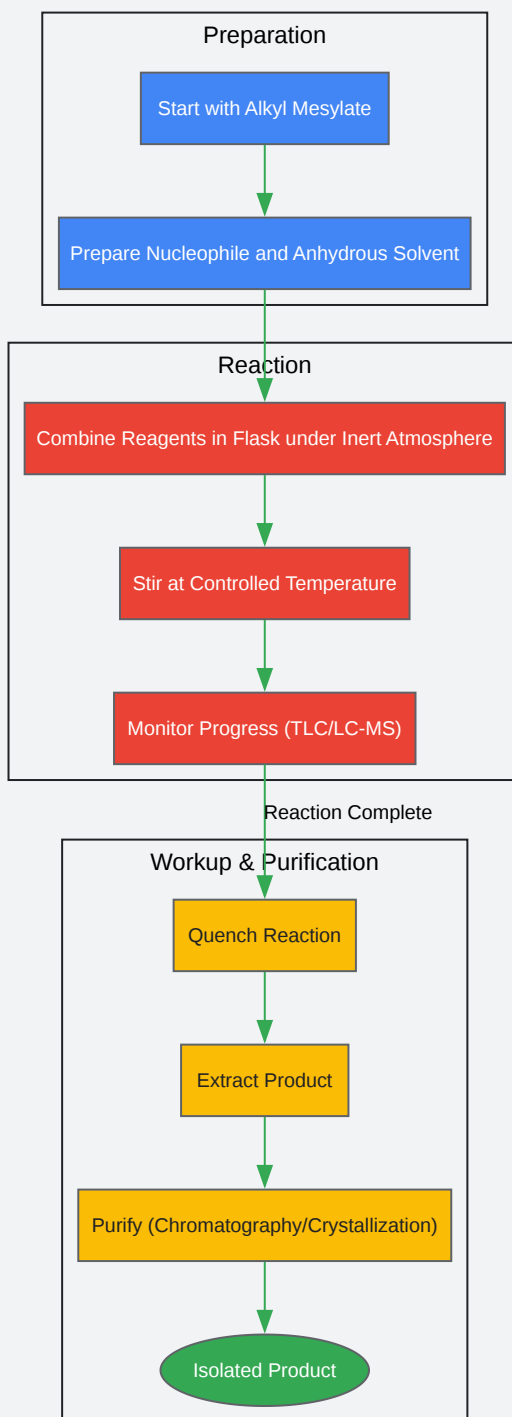 Preparation
Start with Alkyl Mesylate
Prepare Nucleophile and Anhydrous Solvent
Reaction
Combine Reagents in Flask under Inert Atmosphere
Stir at Controlled Temperature
Monitor Progress (TLC/LC-MS)
Reaction Complete
Workup & Purification
Quench Reaction
Extract Product
Purify (Chromatography/Crystallization)
Isolated Product